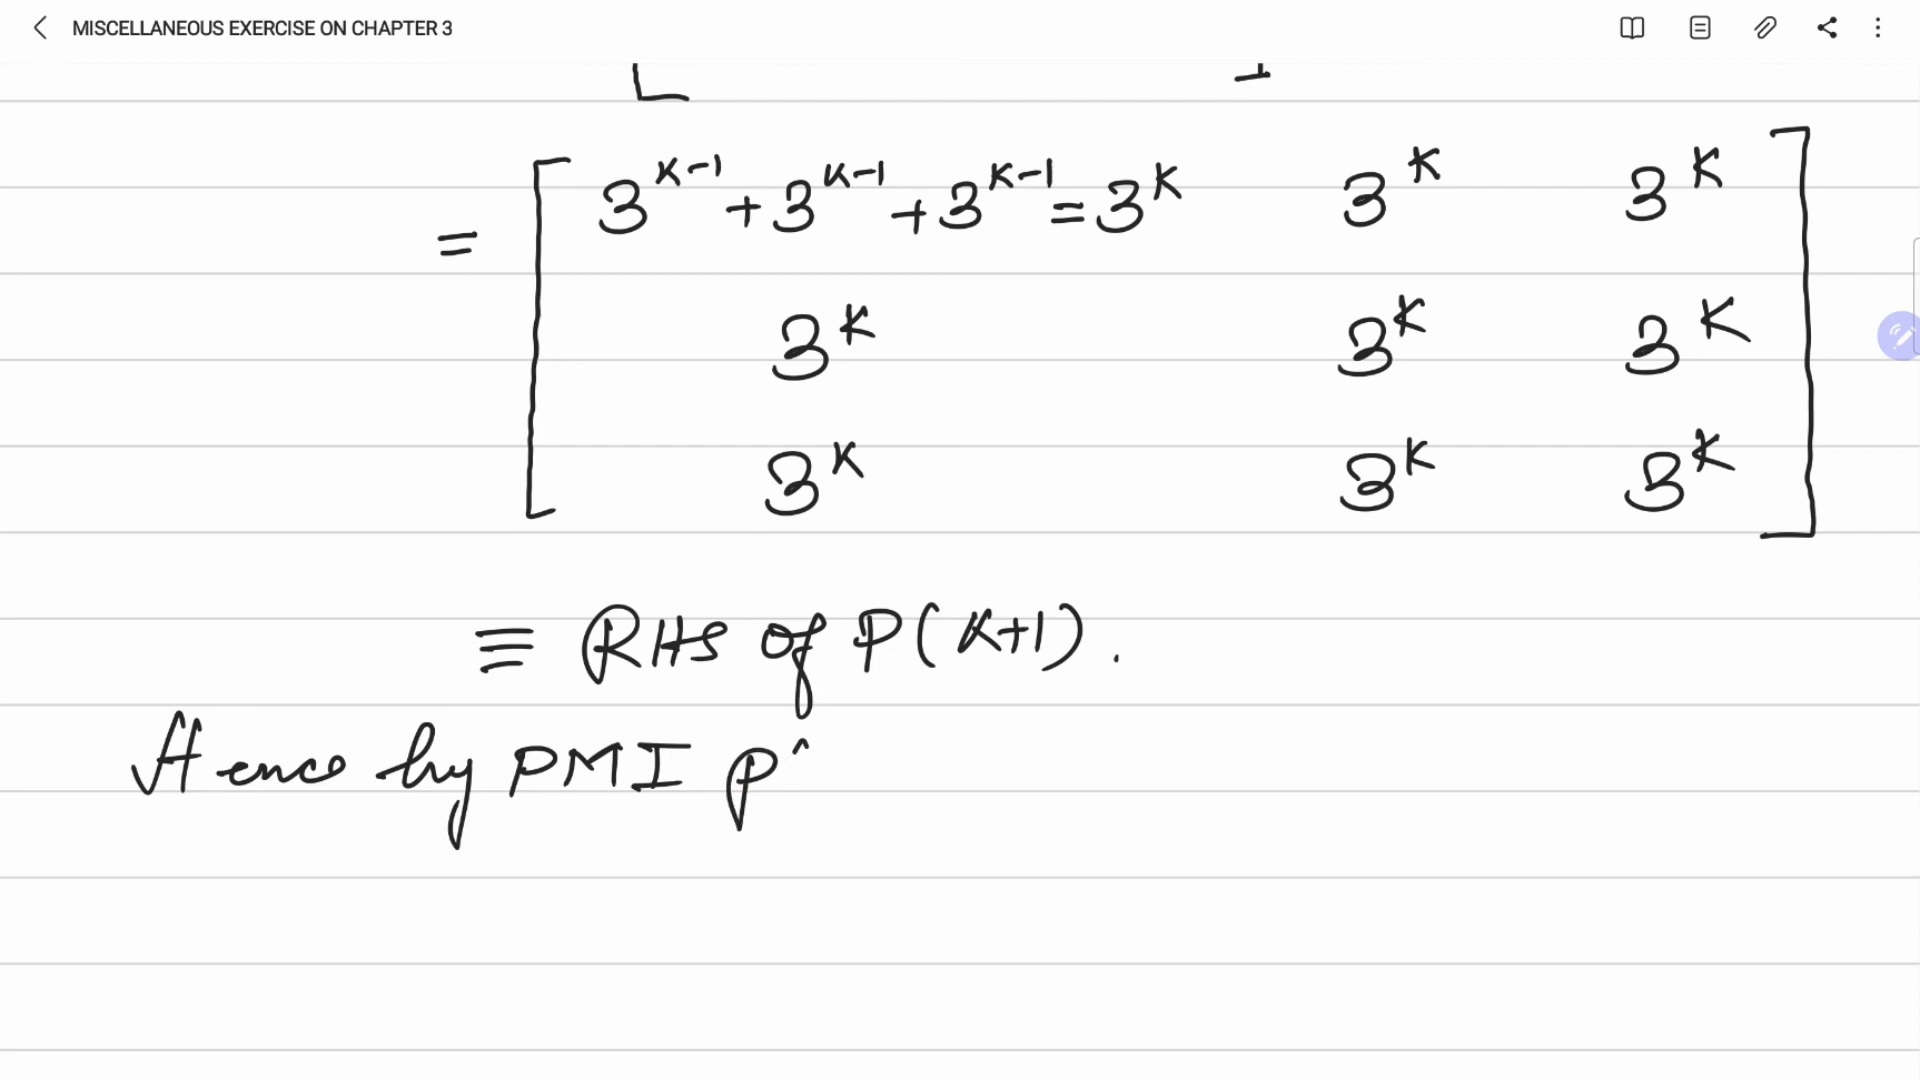 MISCELLANEOUS EXERCISE ON CHAPTER 3
= [ 3^{K-1} + 3^{K-1} + 3^{K-1} = 3^K 3^K 3^K
3^K 3^K 3^K
3^K 3^K 3^K ]
≡ RHS of P(K+1).
Hence by PMI P